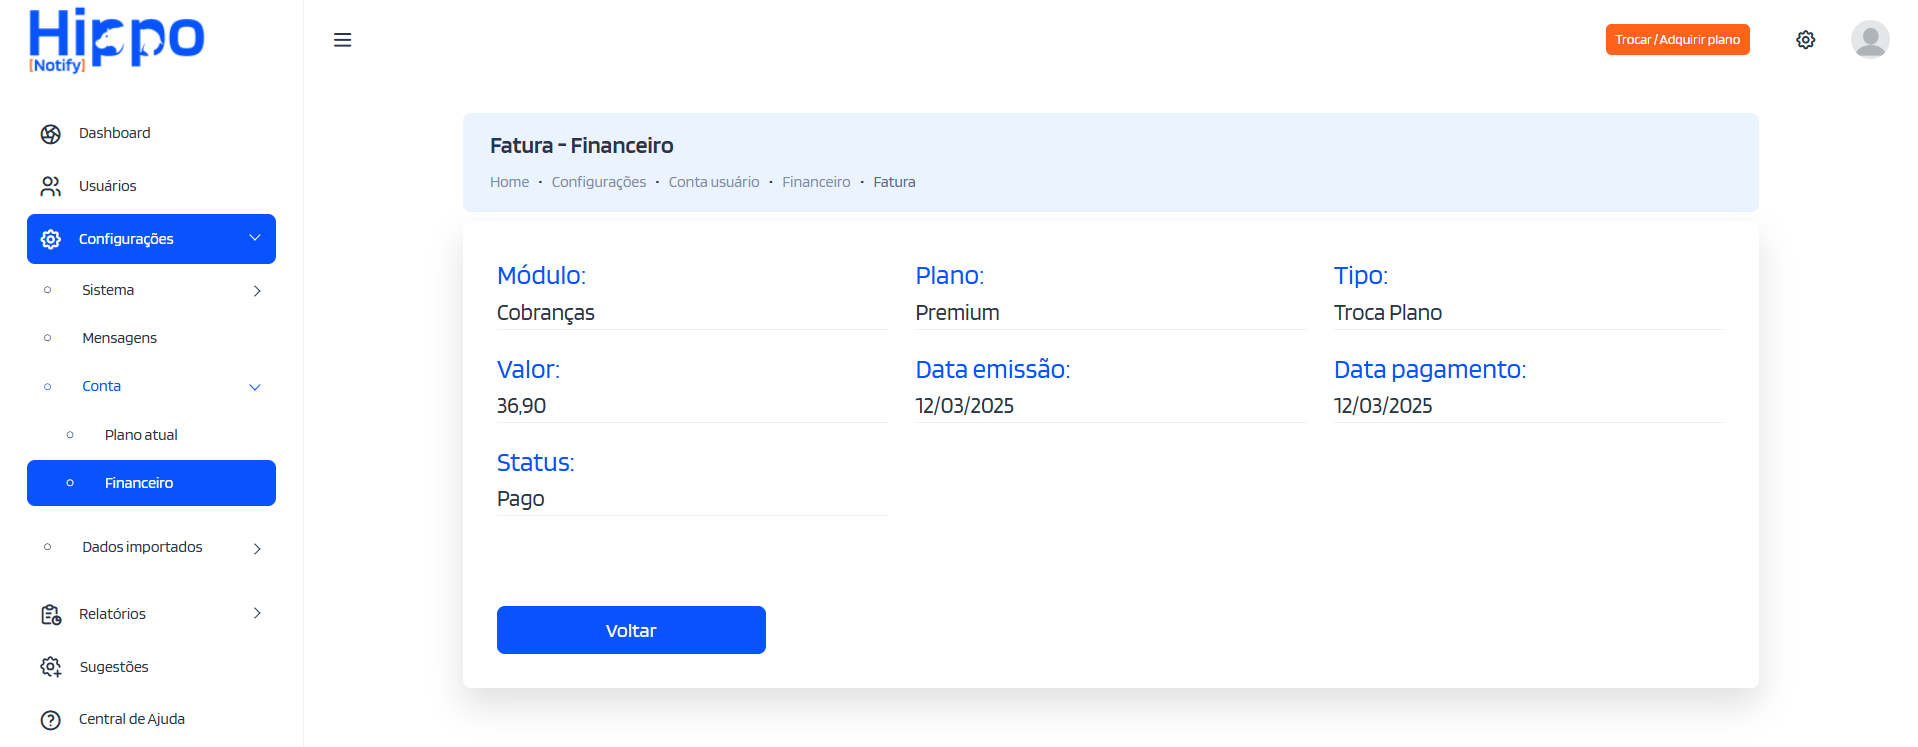 Hippo
[Notify]
Trocar / Adquirir plano
Dashboard
Usuários
Configurações
Sistema
Mensagens
Conta
Plano atual
Financeiro
Dados importados
Relatórios
Sugestões
Central de Ajuda
Fatura - Financeiro
Home • Configurações • Conta usuário • Financeiro • Fatura
Módulo:
Cobranças
Plano:
Premium
Tipo:
Troca Plano
Valor:
36,90
Data emissão:
12/03/2025
Data pagamento:
12/03/2025
Status:
Pago
Voltar